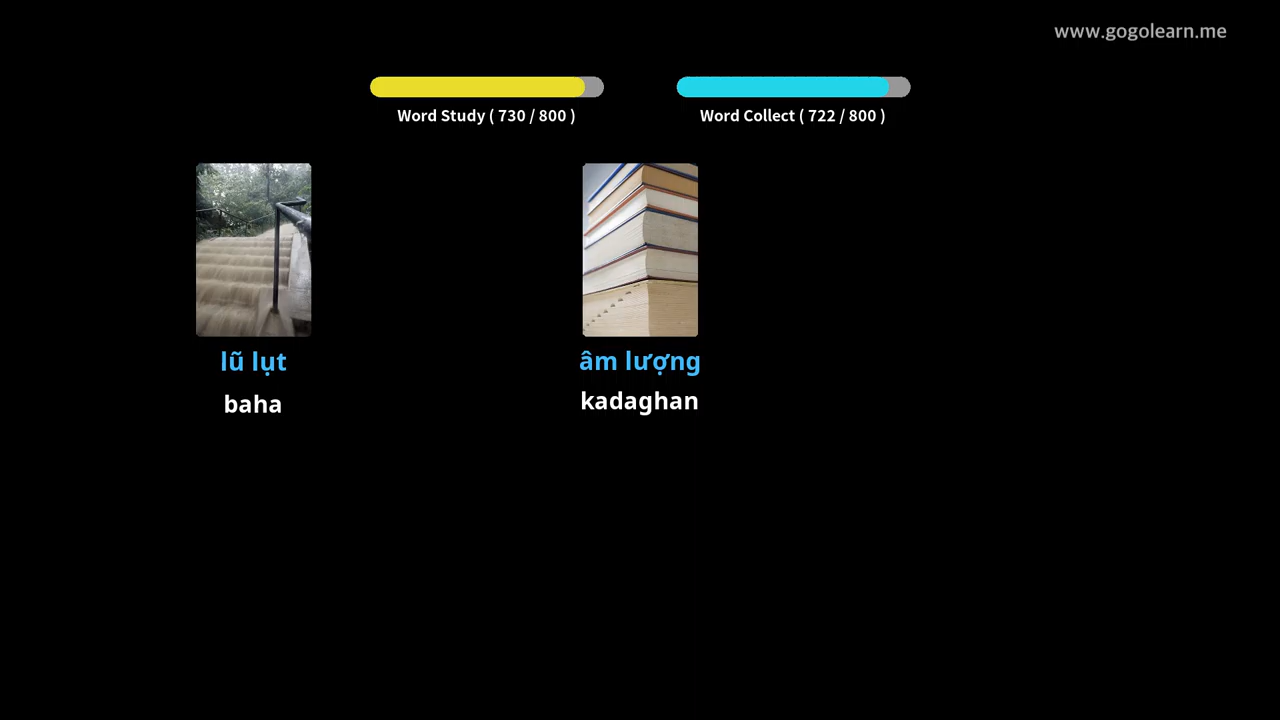 www.gogolearn.me
Word Study ( 730 / 800 )
Word Collect ( 722 / 800 )
lũ lụt
baha
âm lượng
kadaghan